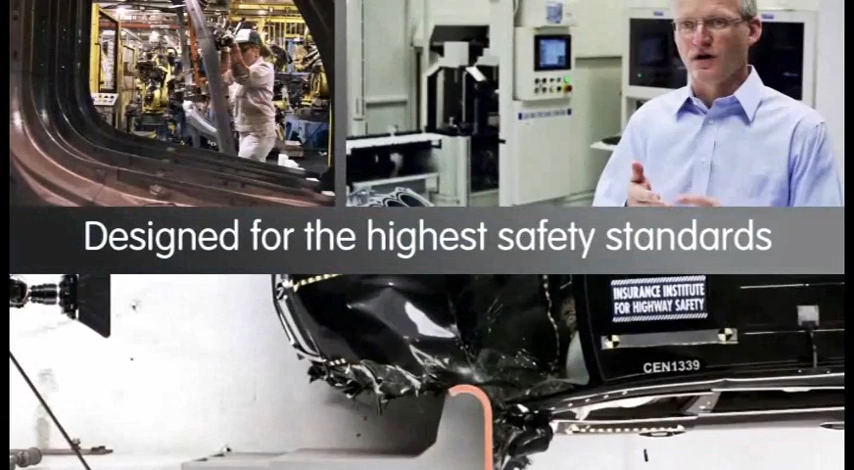 Designed for the highest safety standards
INSURANCE INSTITUTE
FOR HIGHWAY SAFETY
CEN1339